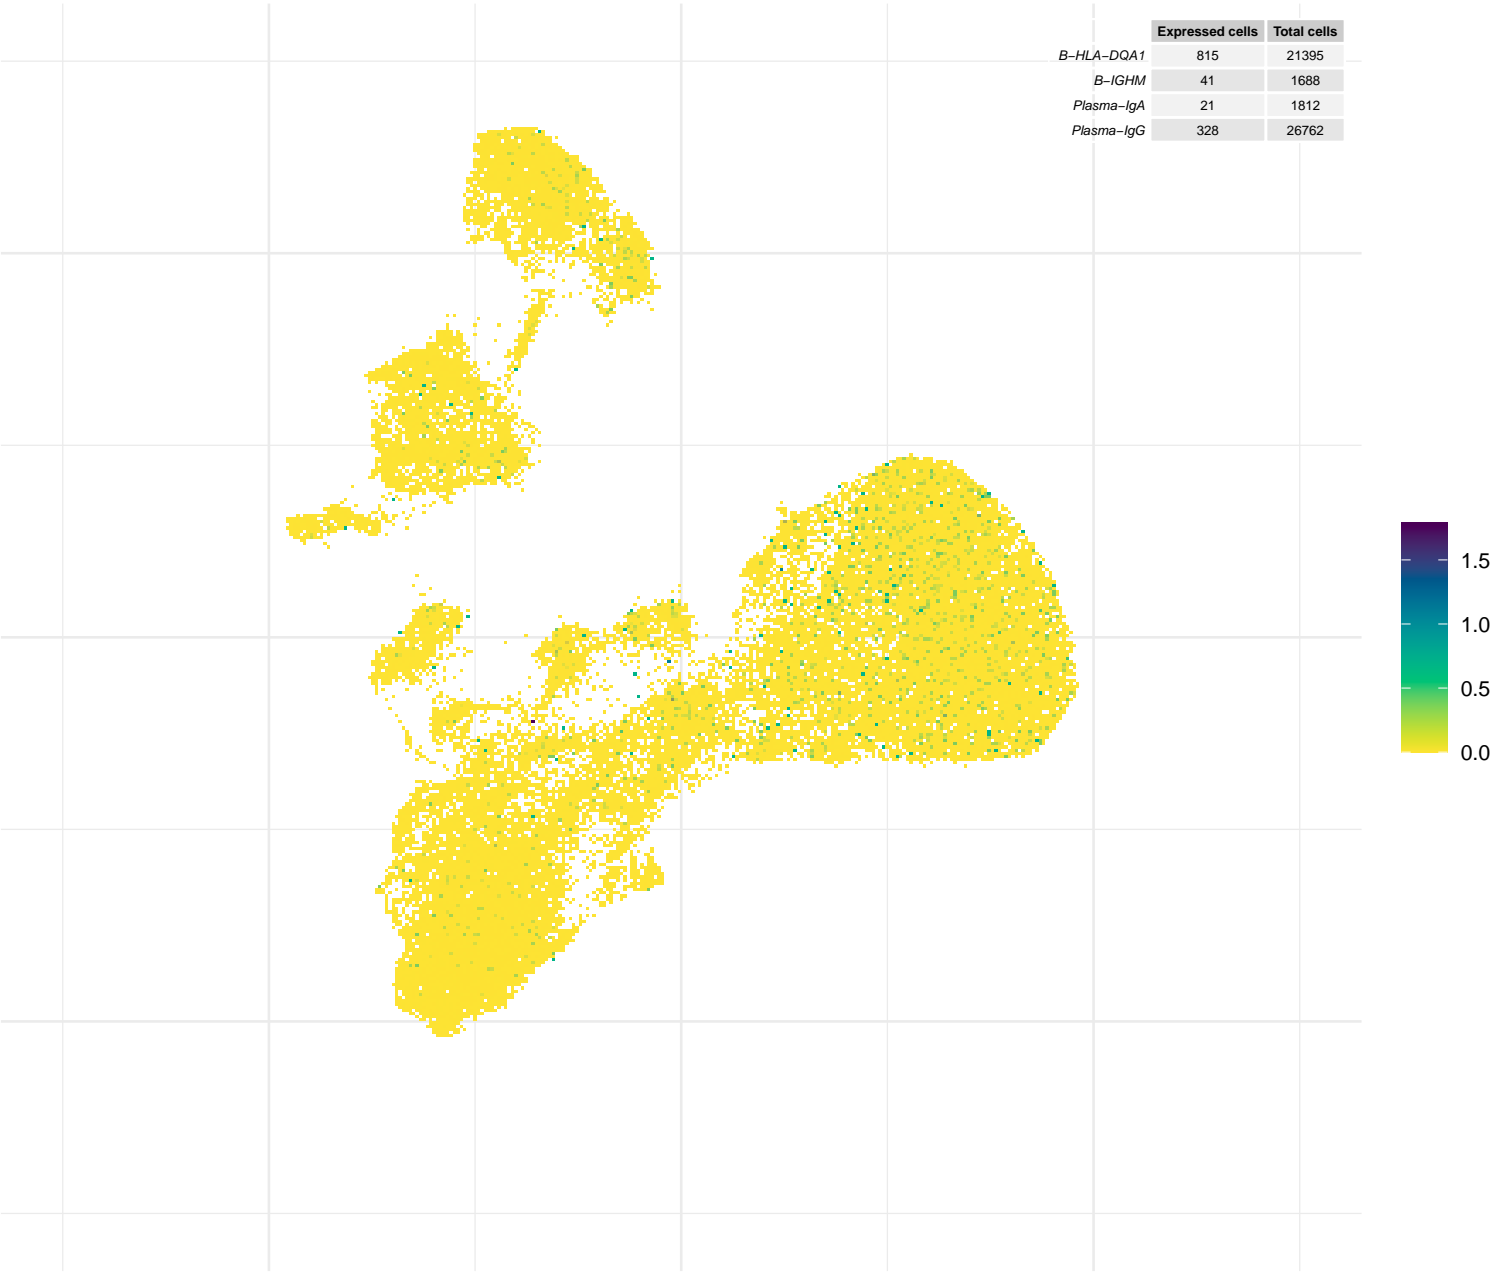 Expressed cells Total cells
B−HLA−DQA1 815 21395
B−IGHM 41 1688
Plasma−IgA 21 1812
Plasma−IgG 328 26762
1.5
1.0
0.5
0.0